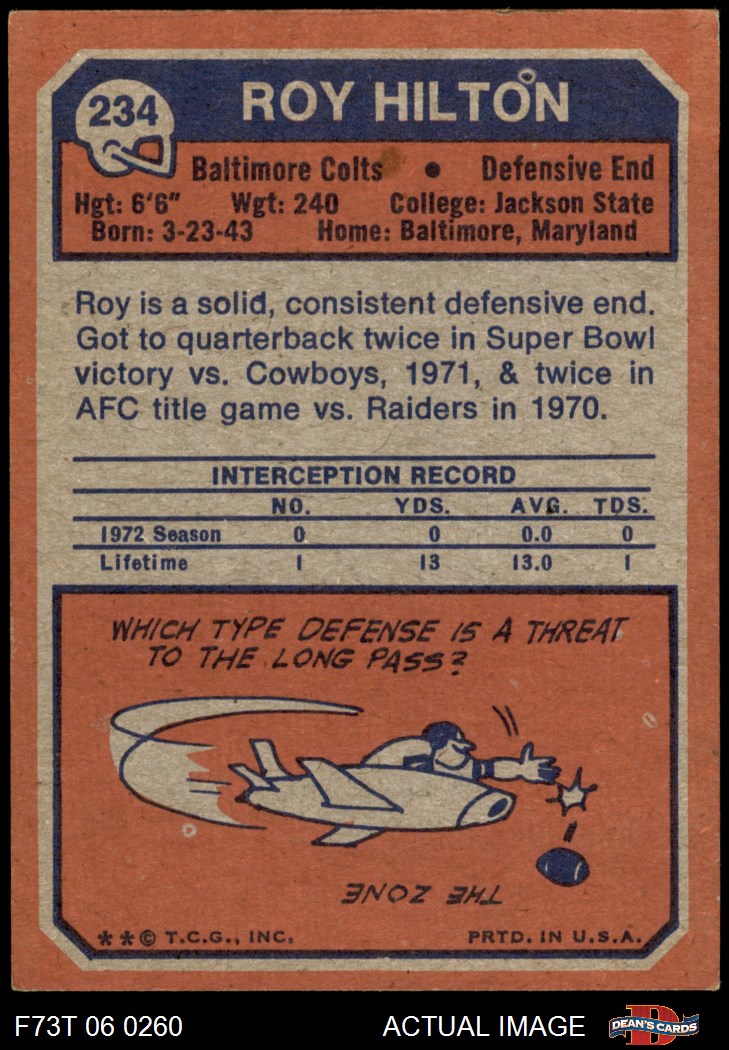 234
ROY HILTON
Baltimore Colts • Defensive End
Hgt: 6'6" Wgt: 240 College: Jackson State
Born: 3-23-43 Home: Baltimore, Maryland
Roy is a solid, consistent defensive end.
Got to quarterback twice in Super Bowl
victory vs. Cowboys, 1971, & twice in
AFC title game vs. Raiders in 1970.
INTERCEPTION RECORD
NO. YDS. AVG. TDS.
1972 Season 0 0 0.0 0
Lifetime 1 13 13.0 1
WHICH TYPE DEFENSE IS A THREAT
TO THE LONG PASS?
THE ZONE
**© T.C.G., INC. PRTD. IN U.S.A.
F73T 06 0260 ACTUAL IMAGE D DEAN'S CARDS